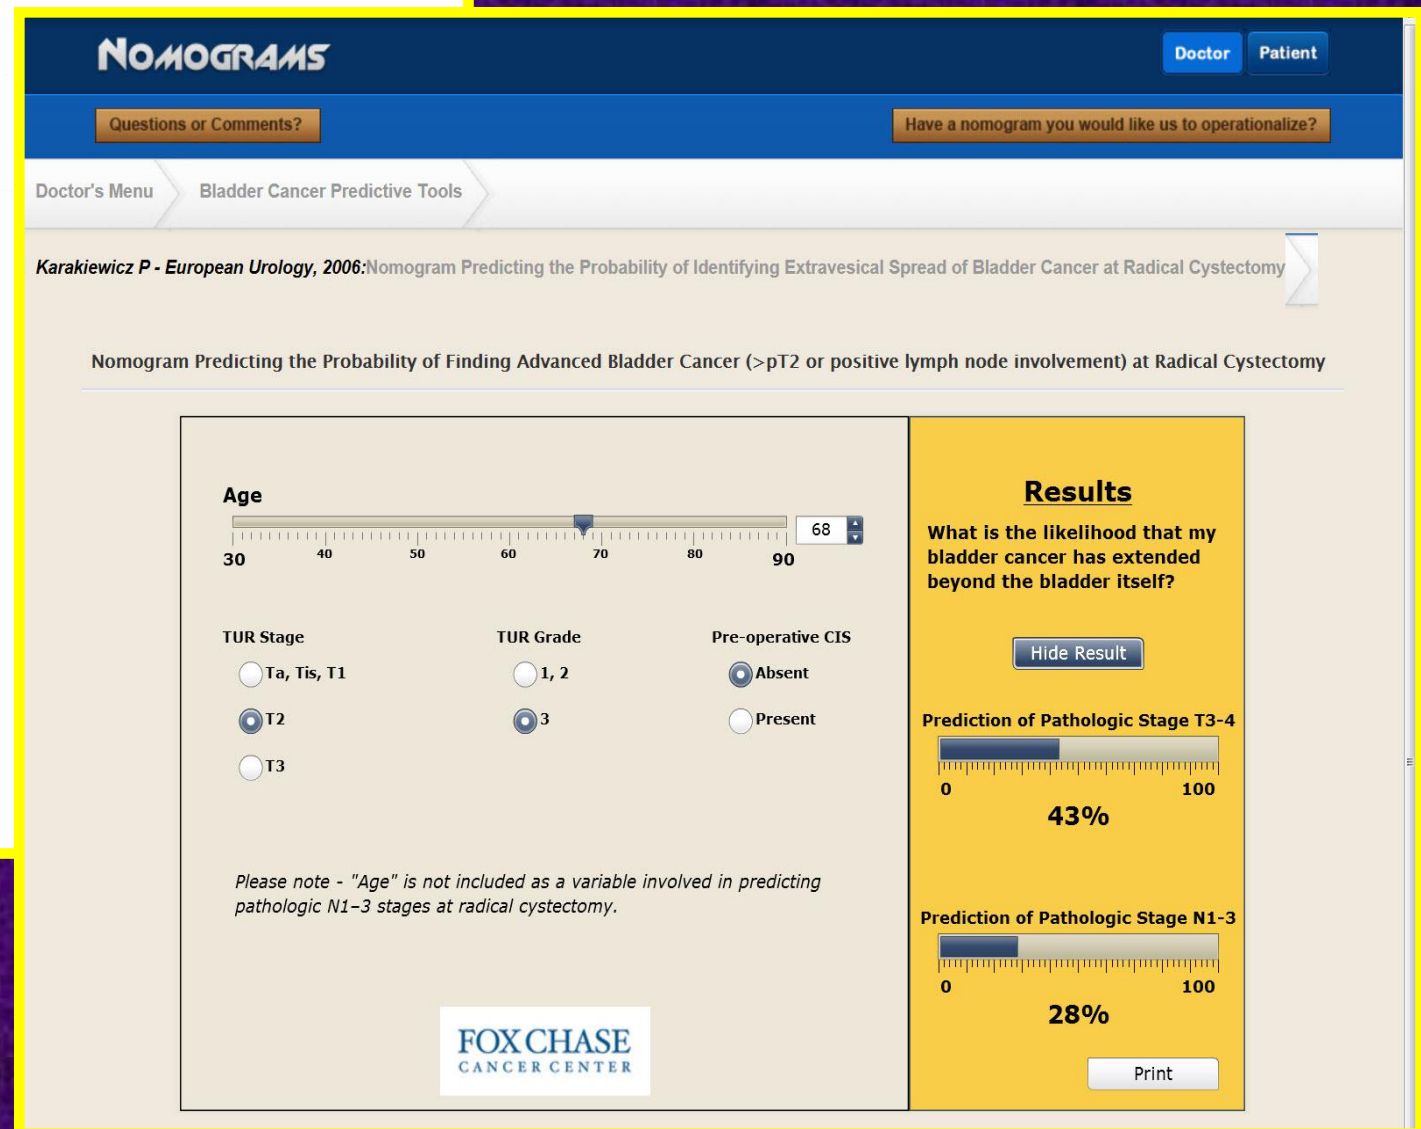 NOMOGRAMS
Doctor Patient
Questions or Comments? Have a nomogram you would like us to operationalize?
Doctor's Menu Bladder Cancer Predictive Tools
Karakiewicz P - European Urology, 2006:Nomogram Predicting the Probability of Identifying Extravesical Spread of Bladder Cancer at Radical Cystectomy
Nomogram Predicting the Probability of Finding Advanced Bladder Cancer (>pT2 or positive lymph node involvement) at Radical Cystectomy
Age
68
30 40 50 60 70 80 90
TUR Stage TUR Grade Pre-operative CIS
Ta, Tis, T1 1, 2 Absent
T2 3 Present
T3
Please note - "Age" is not included as a variable involved in predicting
pathologic N1–3 stages at radical cystectomy.
FOX CHASE
CANCER CENTER
Results
What is the likelihood that my
bladder cancer has extended
beyond the bladder itself?
Hide Result
Prediction of Pathologic Stage T3-4
0 100
43%
Prediction of Pathologic Stage N1-3
0 100
28%
Print